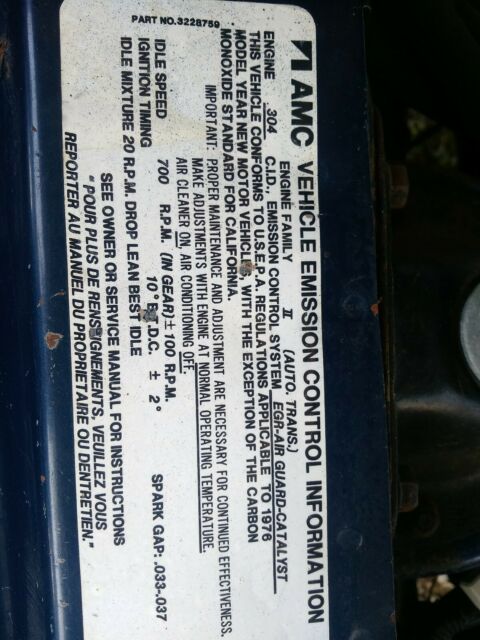 AMC VEHICLE EMISSION CONTROL INFORMATION
ENGINE FAMILY II (AUTO. TRANS.)
ENGINE 304 C.I.D., EMISSION CONTROL SYSTEM EGR-AIR GUARD-CATALYST
THIS VEHICLE CONFORMS TO U.S.E.P.A. REGULATIONS APPLICABLE TO 1976
MODEL YEAR NEW MOTOR VEHICLES, WITH THE EXCEPTION OF THE CARBON
MONOXIDE STANDARD FOR CALIFORNIA.
IMPORTANT: PROPER MAINTENANCE AND ADJUSTMENT ARE NECESSARY FOR CONTINUED EFFECTIVENESS.
MAKE ADJUSTMENTS WITH ENGINE AT NORMAL OPERATING TEMPERATURE,
AIR CLEANER ON, AIR CONDITIONING OFF.
IDLE SPEED 700 R.P.M. (IN GEAR) ± 100 R.P.M.
IGNITION TIMING 10° B.T.D.C. ± 2° SPARK GAP: .033-.037
IDLE MIXTURE 20 R.P.M. DROP LEAN BEST IDLE
SEE OWNER OR SERVICE MANUAL FOR INSTRUCTIONS
"POUR PLUS DE RENSEIGNEMENTS, VEUILLEZ VOUS
REPORTER AU MANUEL DU PROPRIETAIRE OU D'ENTRETIEN."
PART NO. 3228759